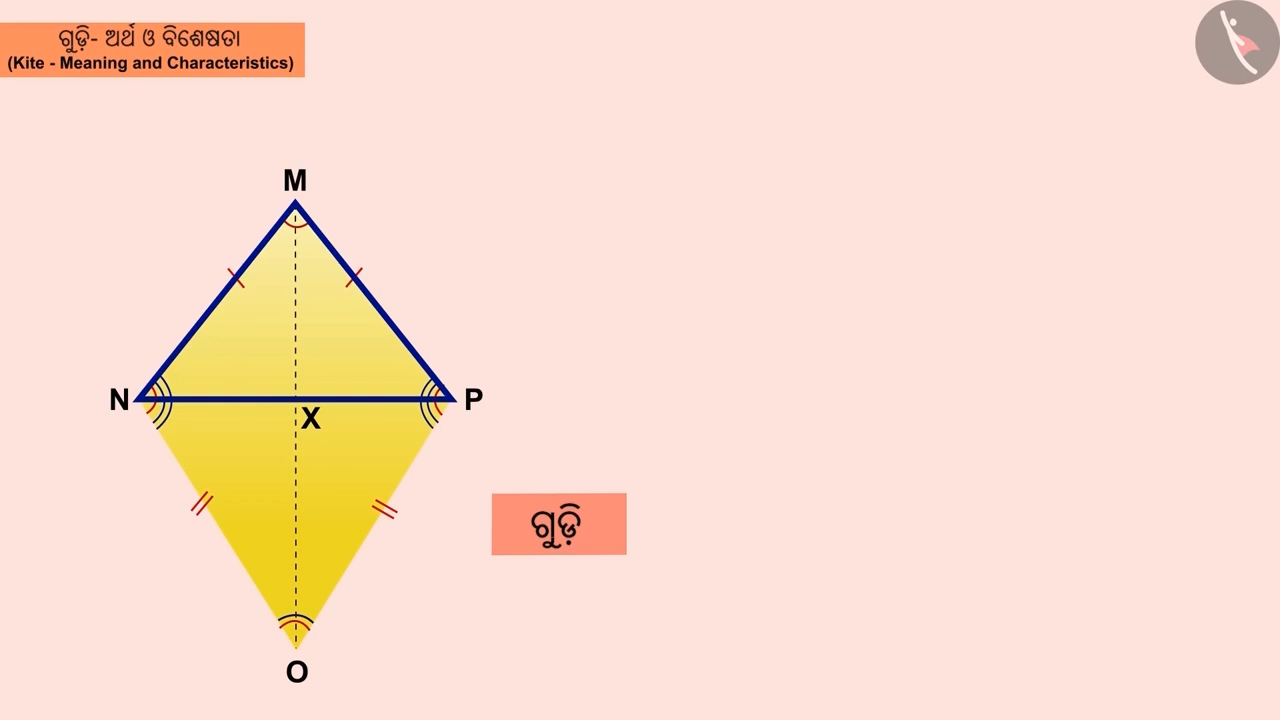 ଗୁଡ଼ି- ଅର୍ଥ ଓ ବିଶେଷତା
(Kite - Meaning and Characteristics)
M
N
P
X
ଗୁଡ଼ି
O